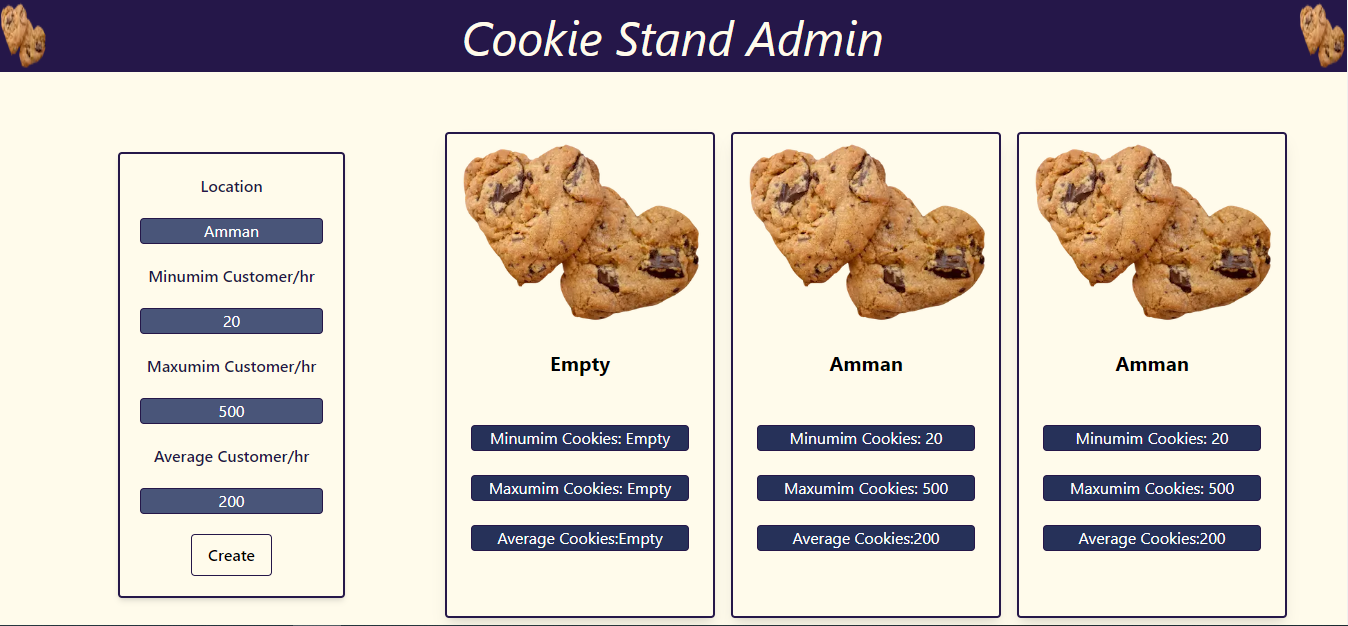 Cookie Stand Admin
Location
Amman
Minumim Customer/hr
20
Maxumim Customer/hr
500
Average Customer/hr
200
Create
Empty
Minumim Cookies: Empty
Maxumim Cookies: Empty
Average Cookies:Empty
Amman
Minumim Cookies: 20
Maxumim Cookies: 500
Average Cookies:200
Amman
Minumim Cookies: 20
Maxumim Cookies: 500
Average Cookies:200